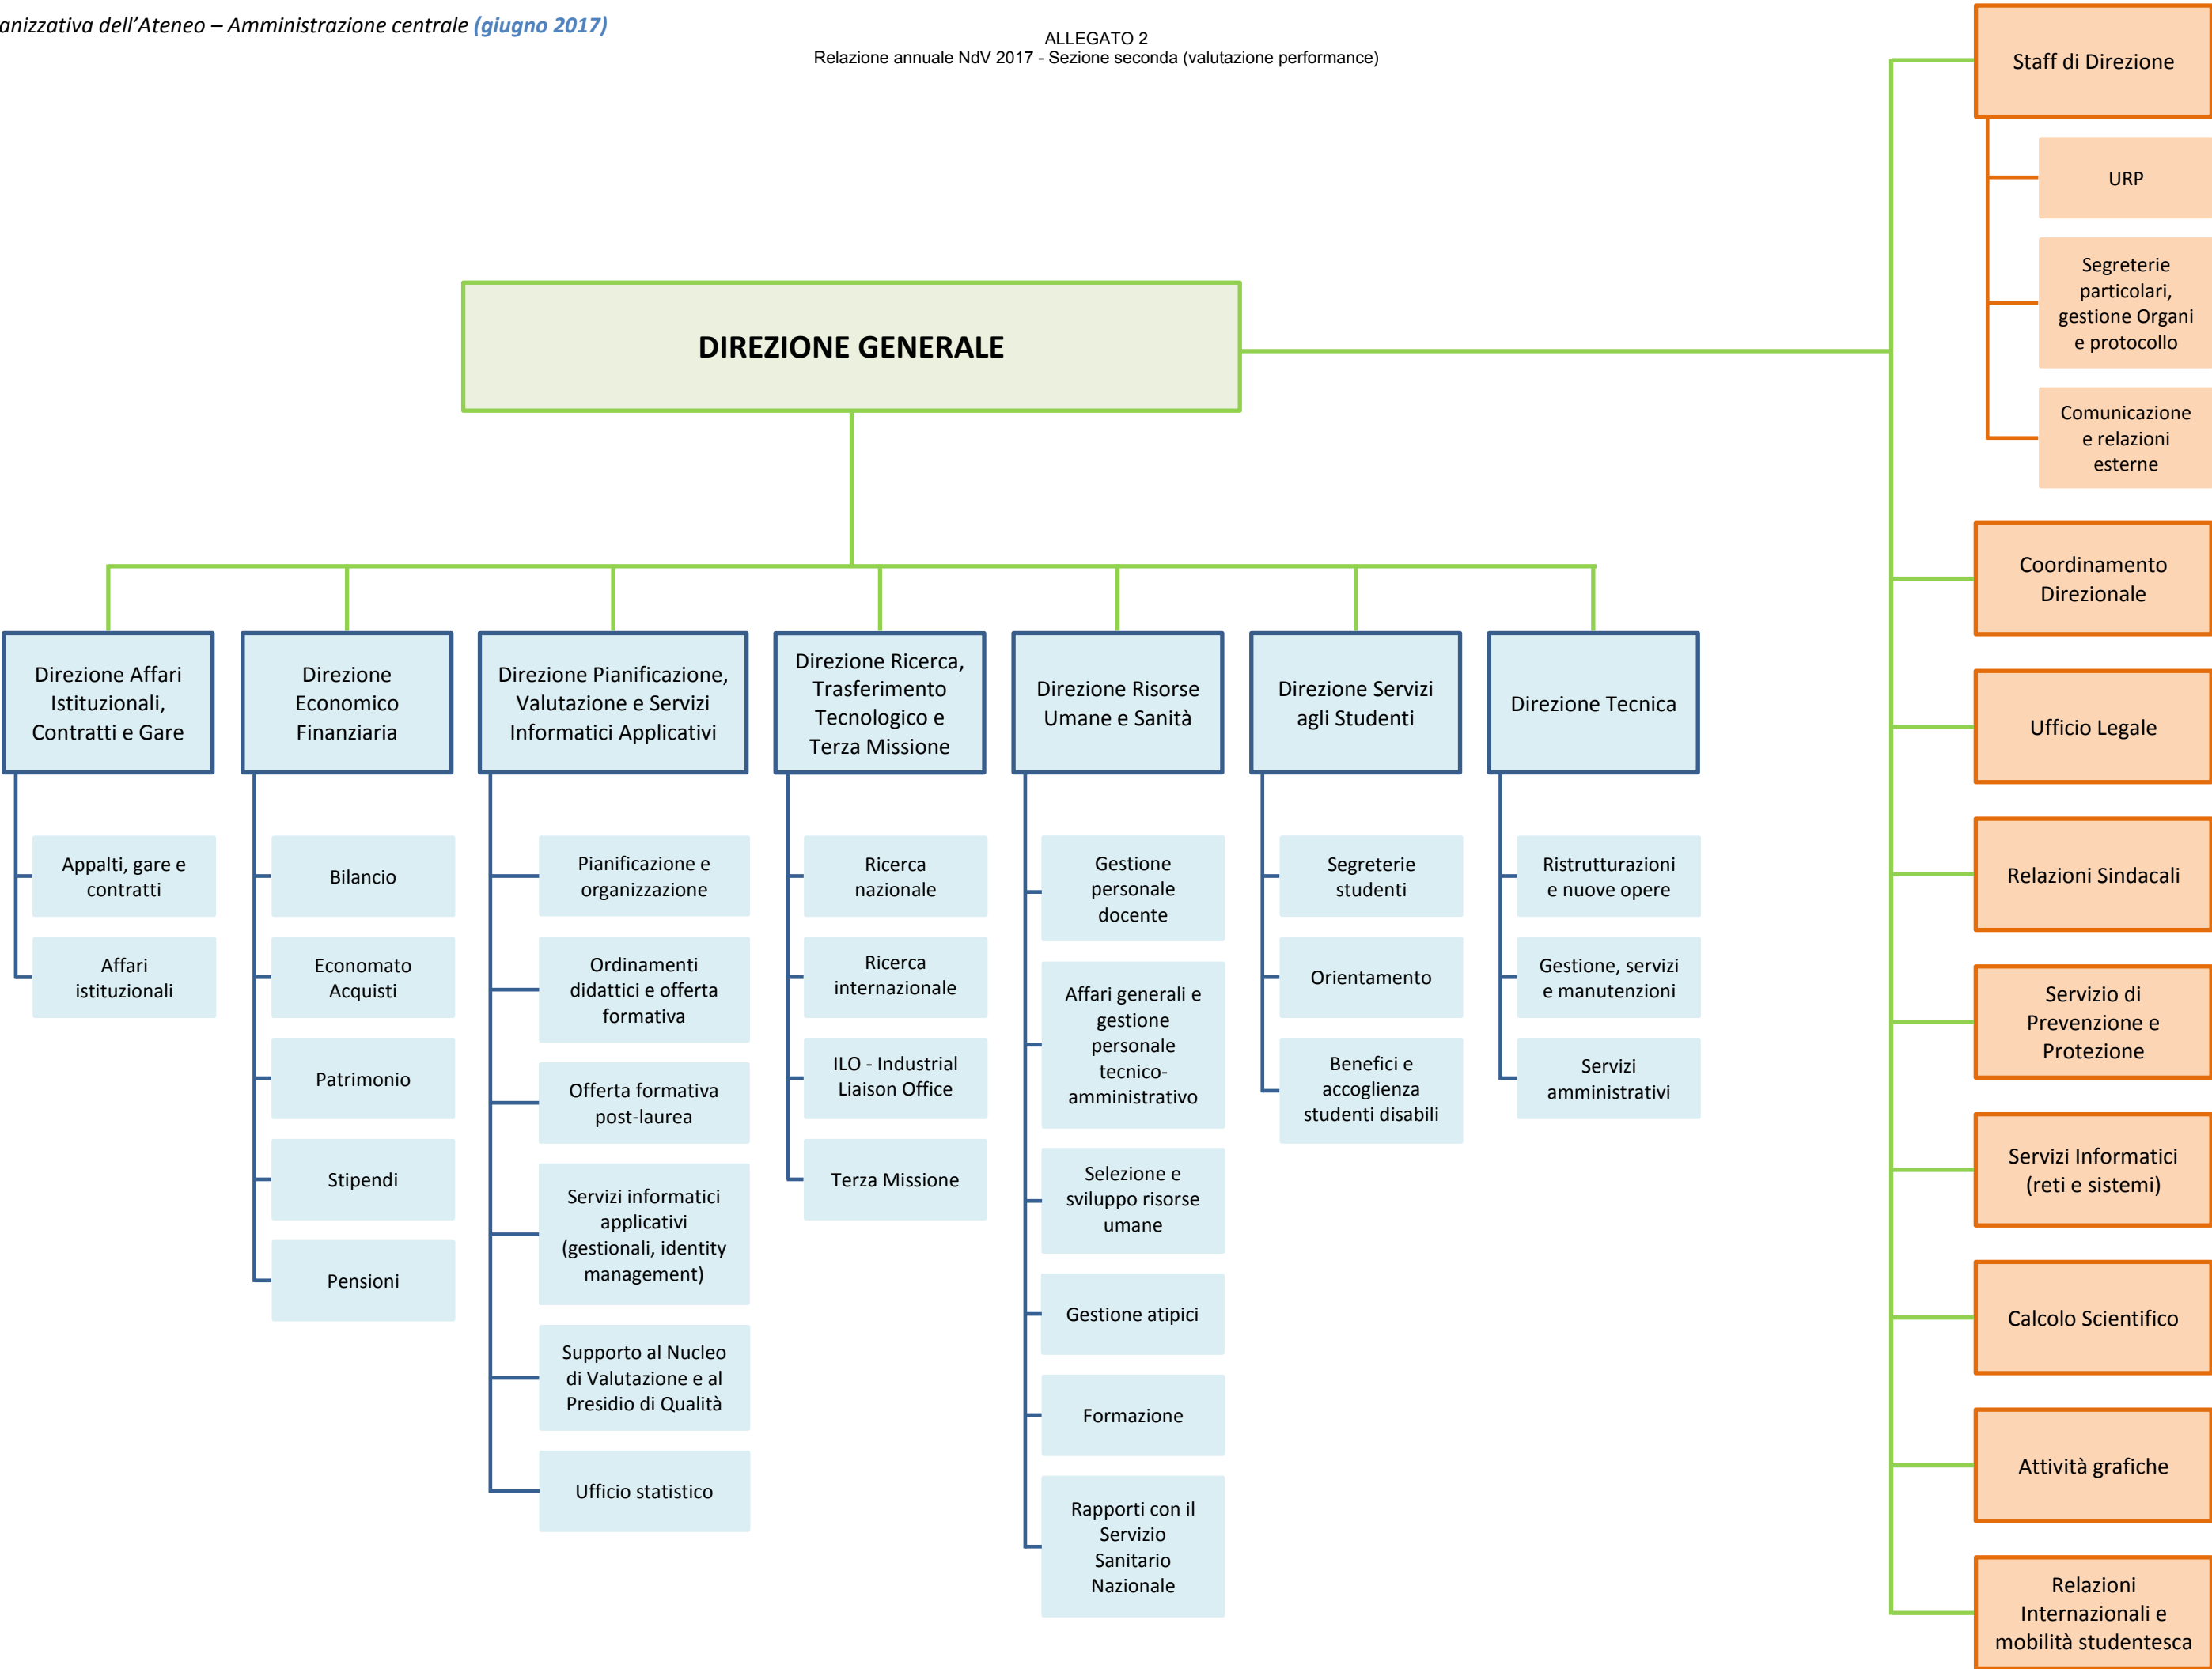 anizzativa dell'Ateneo – Amministrazione centrale (giugno 2017)
ALLEGATO 2
Relazione annuale NdV 2017 - Sezione seconda (valutazione performance)
DIREZIONE GENERALE
Direzione Affari
Istituzionali,
Contratti e Gare
Appalti, gare e
contratti
Affari
istituzionali
Direzione
Economico
Finanziaria
Bilancio
Economato
Acquisti
Patrimonio
Stipendi
Pensioni
Direzione Pianificazione,
Valutazione e Servizi
Informatici Applicativi
Pianificazione e
organizzazione
Ordinamenti
didattici e offerta
formativa
Offerta formativa
post-laurea
Servizi informatici
applicativi
(gestionali, identity
management)
Supporto al Nucleo
di Valutazione e al
Presidio di Qualità
Ufficio statistico
Direzione Ricerca,
Trasferimento
Tecnologico e
Terza Missione
Ricerca
nazionale
Ricerca
internazionale
ILO - Industrial
Liaison Office
Terza Missione
Direzione Risorse
Umane e Sanità
Gestione
personale
docente
Affari generali e
gestione
personale
tecnico-
amministrativo
Selezione e
sviluppo risorse
umane
Gestione atipici
Formazione
Rapporti con il
Servizio
Sanitario
Nazionale
Direzione Servizi
agli Studenti
Segreterie
studenti
Orientamento
Benefici e
accoglienza
studenti disabili
Direzione Tecnica
Ristrutturazioni
e nuove opere
Gestione, servizi
e manutenzioni
Servizi
amministrativi
Staff di Direzione
URP
Segreterie
particolari,
gestione Organi
e protocollo
Comunicazione
e relazioni
esterne
Coordinamento
Direzionale
Ufficio Legale
Relazioni Sindacali
Servizio di
Prevenzione e
Protezione
Servizi Informatici
(reti e sistemi)
Calcolo Scientifico
Attività grafiche
Relazioni
Internazionali e
mobilità studentesca